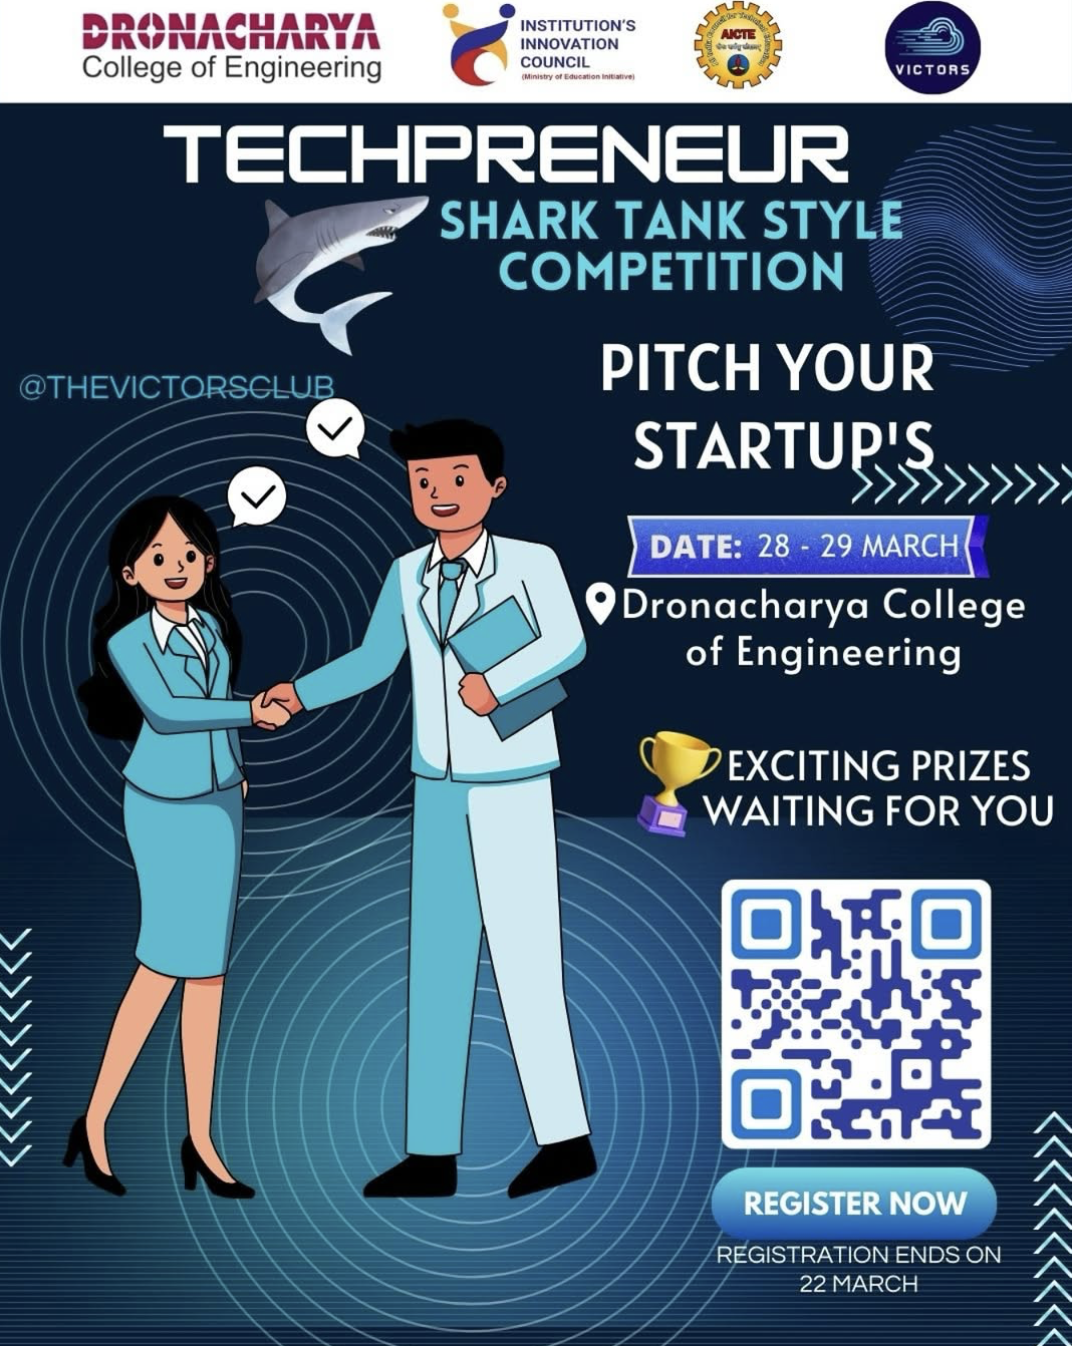 DRONACHARYA
College of Engineering
INSTITUTION'S
INNOVATION
COUNCIL
(Ministry of Education Initiative)
AICTE
VICTORS
TECHPRENEUR
SHARK TANK STYLE
COMPETITION
@THEVICTORSCLUB
PITCH YOUR
STARTUP'S
DATE: 28 - 29 MARCH
Dronacharya College
of Engineering
EXCITING PRIZES
WAITING FOR YOU
REGISTER NOW
REGISTRATION ENDS ON
22 MARCH